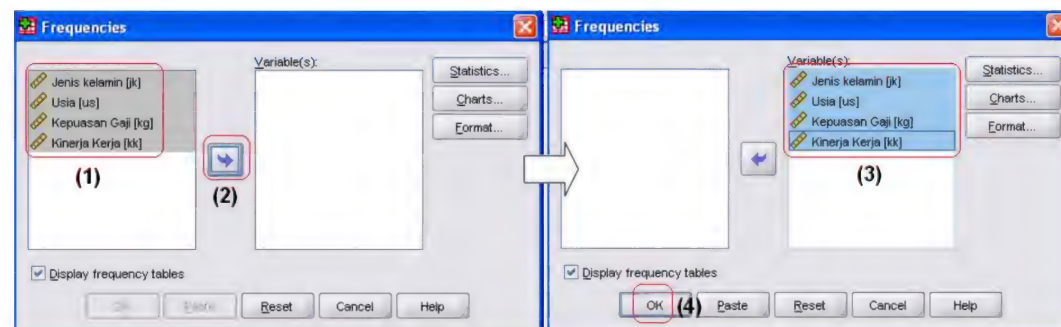 Frequencies
Variable(s):
Jenis kelamin [jk]
Usia [us]
Kepuasan Gaji [kg]
Kinerja Kerja [kk]
(1)
(2)
Statistics...
Charts...
Format...
Display frequency tables
OK Paste Reset Cancel Help
Frequencies
Variable(s):
Jenis kelamin [jk]
Usia [us]
Kepuasan Gaji [kg]
Kinerja Kerja [kk]
(3)
Statistics...
Charts...
Format...
Display frequency tables
OK (4) Paste Reset Cancel Help